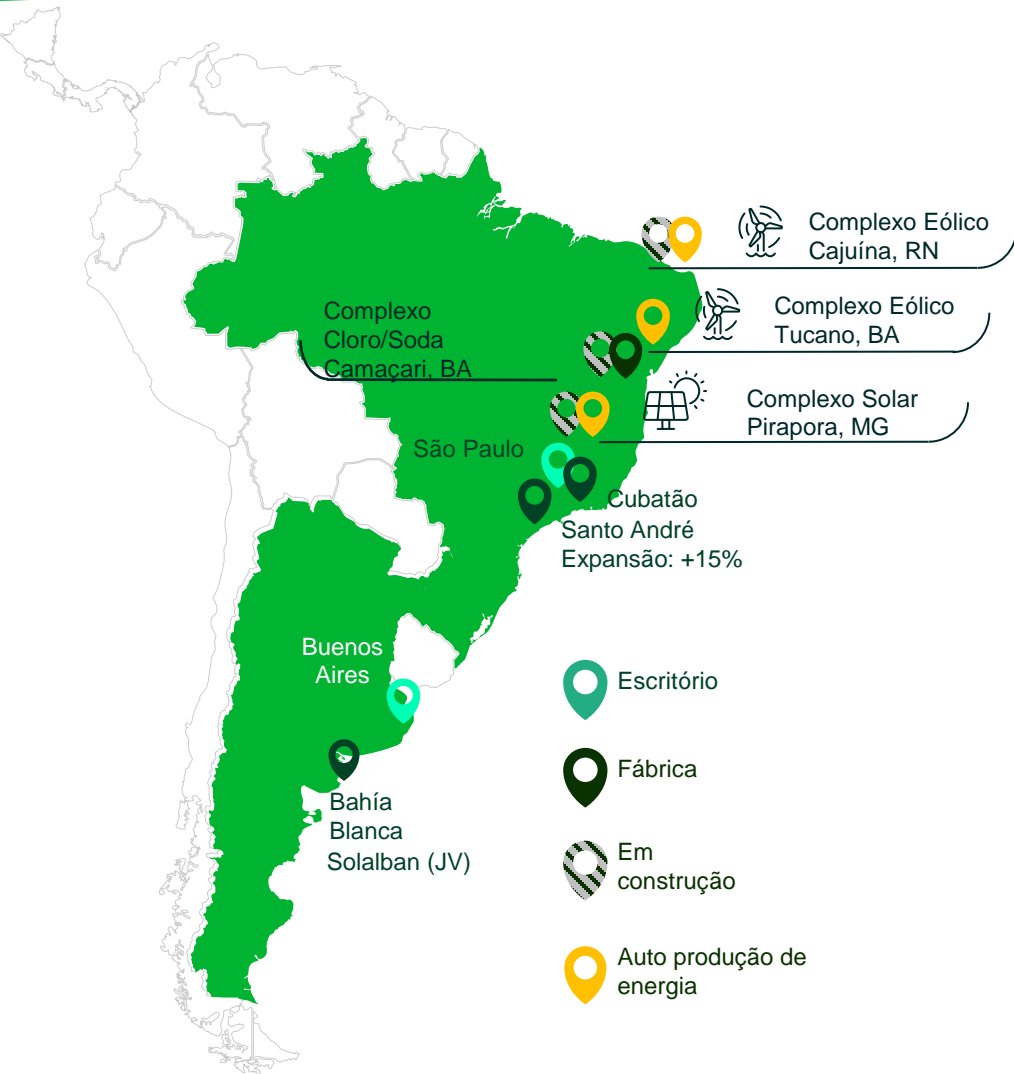 Complexo Eólico
Cajuína, RN
Complexo Eólico
Tucano, BA
Complexo
Cloro/Soda
Camaçari, BA
Complexo Solar
Pirapora, MG
São Paulo
Cubatão
Santo André
Expansão: +15%
Buenos
Aires
Bahía
Blanca
Solalban (JV)
Escritório
Fábrica
Em
construção
Auto produção de
energia